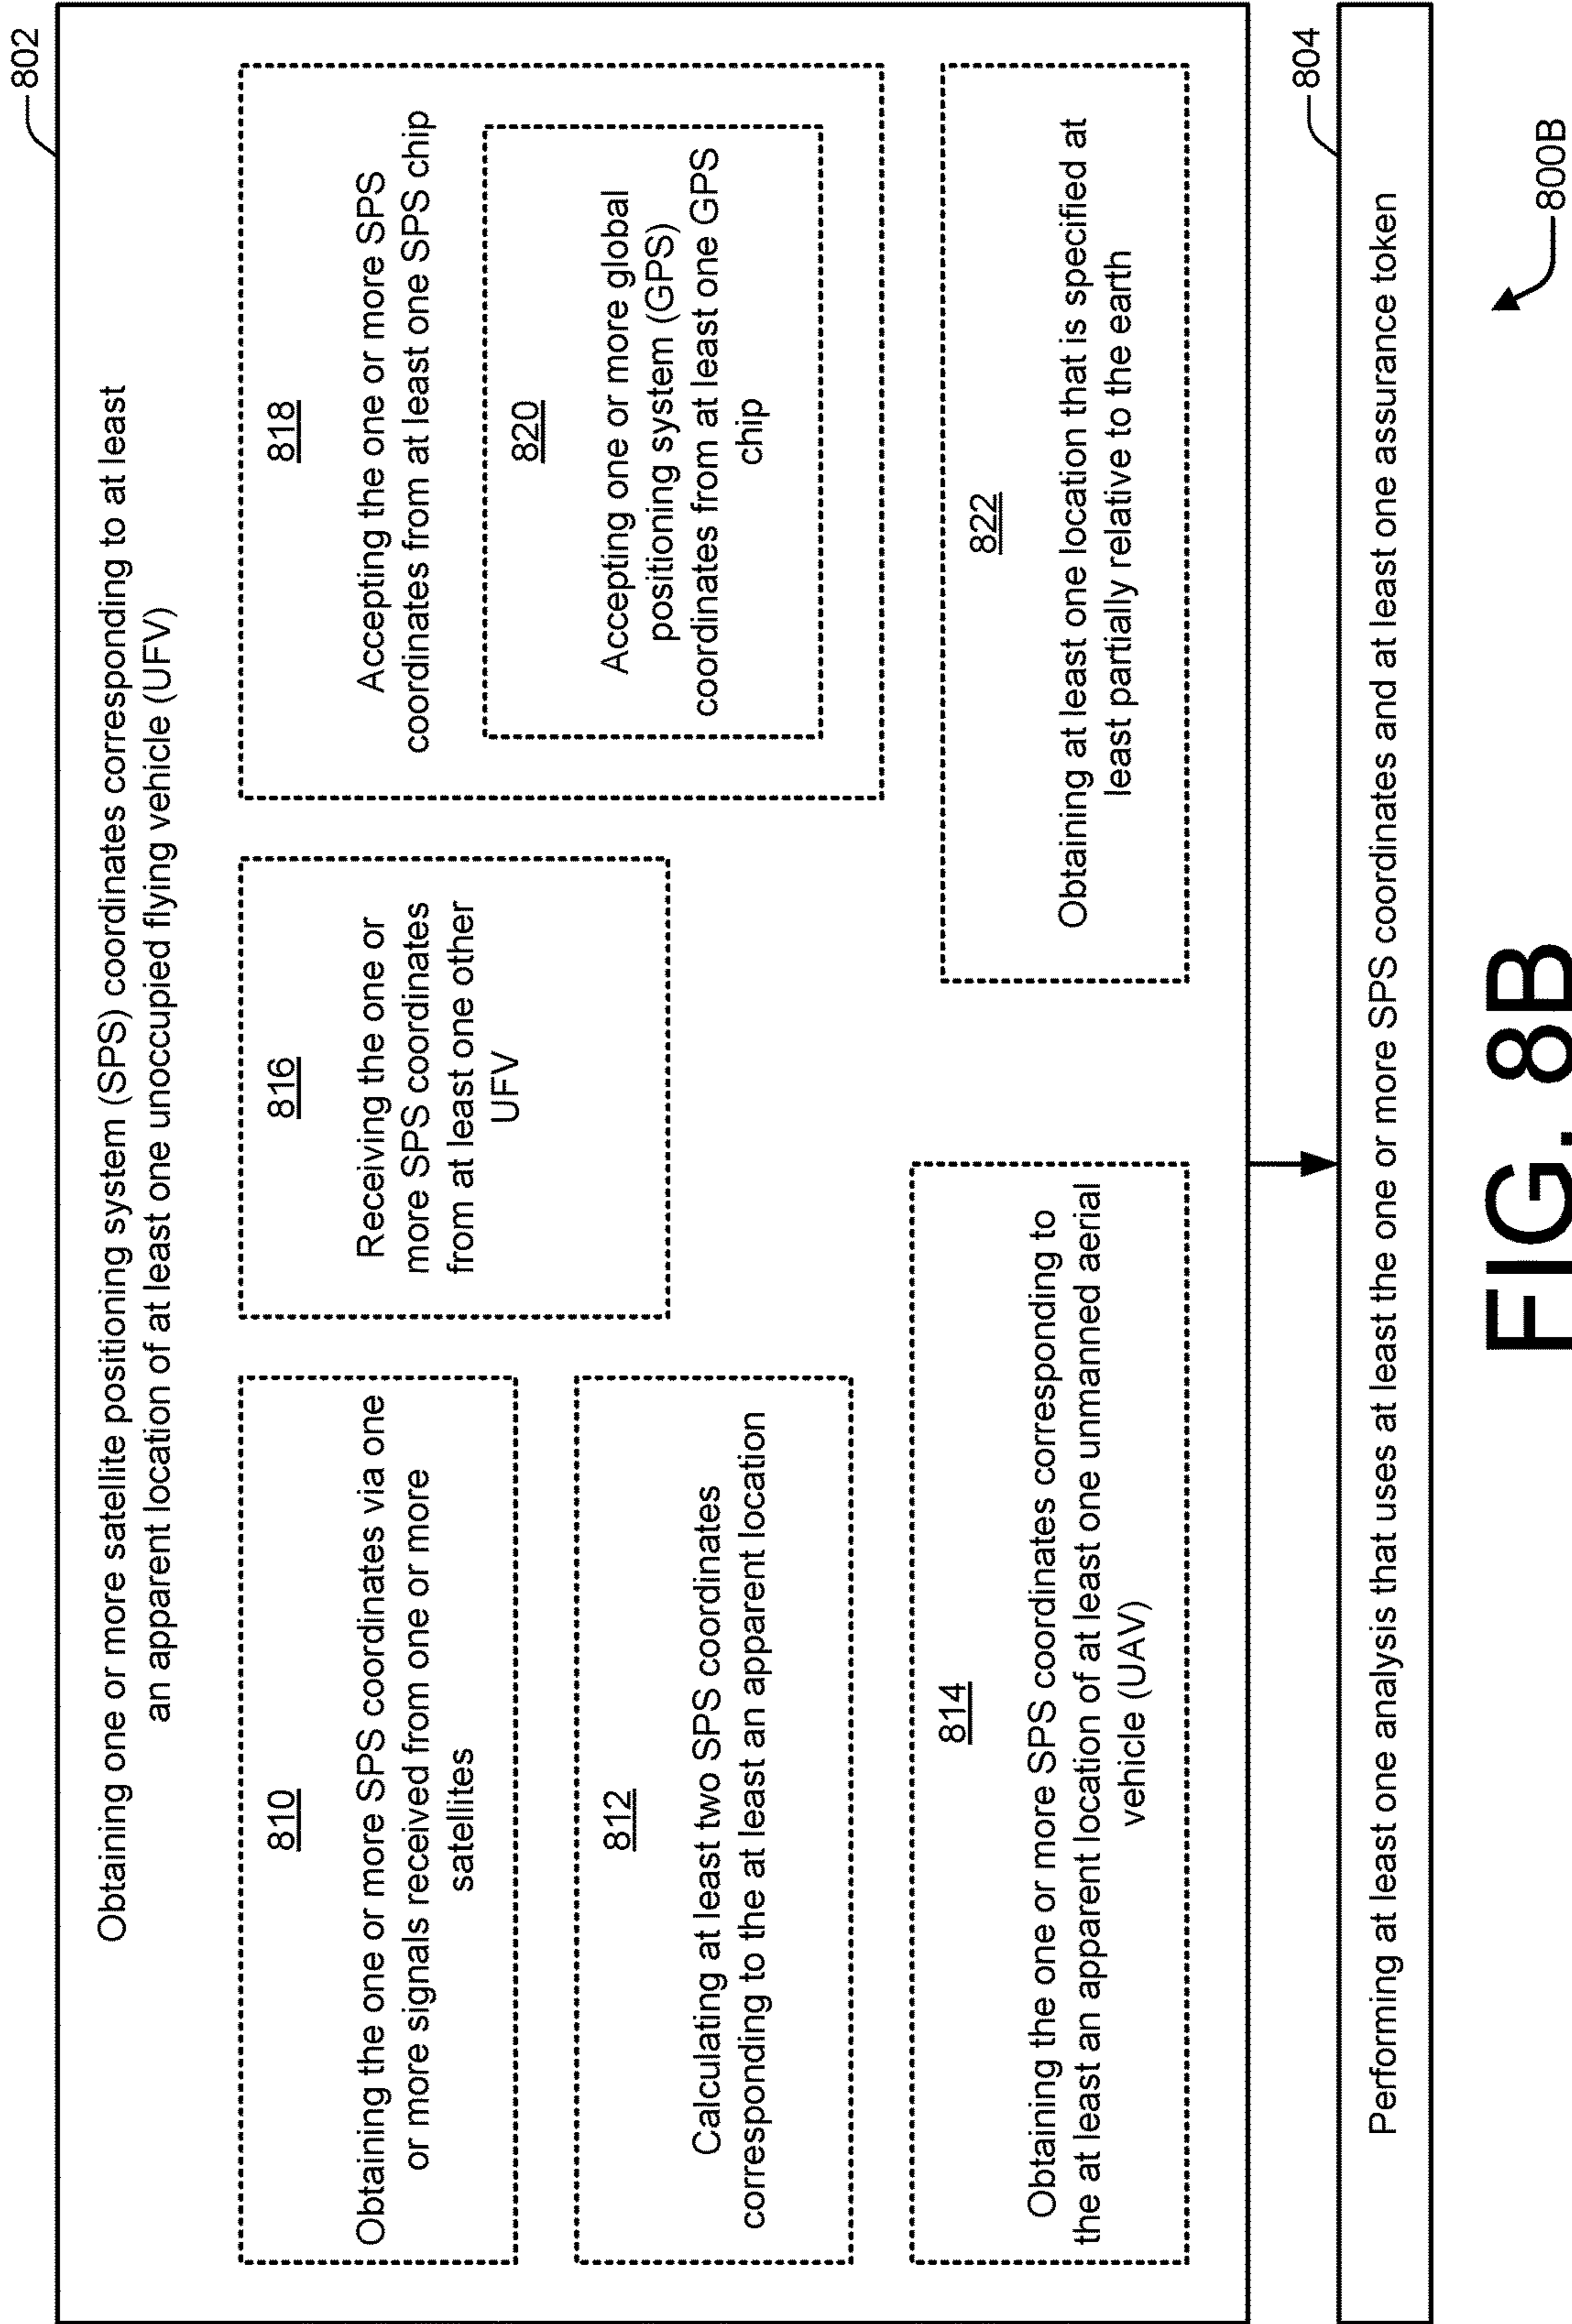 802
Obtaining one or more satellite positioning system (SPS) coordinates corresponding to at least
an apparent location of at least one unoccupied flying vehicle (UFV)
810
Obtaining the one or more SPS coordinates via one
or more signals received from one or more
satellites
812
Calculating at least two SPS coordinates
corresponding to the at least an apparent location
814
Obtaining the one or more SPS coordinates corresponding to
the at least an apparent location of at least one unmanned aerial
vehicle (UAV)
816
Receiving the one or
more SPS coordinates
from at least one other
UFV
818
Accepting the one or more SPS
coordinates from at least one SPS chip
820
Accepting one or more global
positioning system (GPS)
coordinates from at least one GPS
chip
822
Obtaining at least one location that is specified at
least partially relative to the earth
804
Performing at least one analysis that uses at least the one or more SPS coordinates and at least one assurance token
800B
FIG. 8B